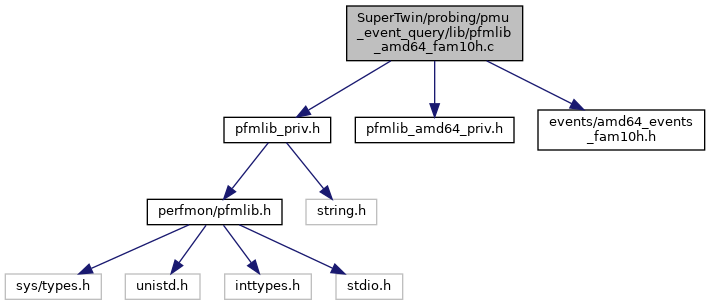 SuperTwin/probing/pmu
_event_query/lib/pfmlib
_amd64_fam10h.c
pfmlib_priv.h
pfmlib_amd64_priv.h
events/amd64_events
_fam10h.h
perfmon/pfmlib.h
string.h
sys/types.h
unistd.h
inttypes.h
stdio.h